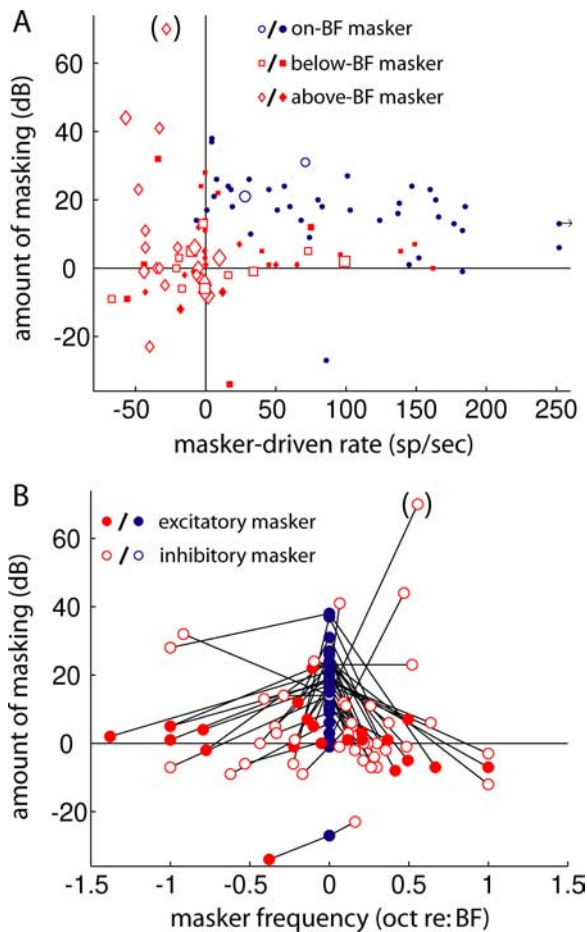 A
( )
/ on-BF masker
/ below-BF masker
/ above-BF masker
amount of masking (dB)
60
40
20
0
-20
-50 0 50 100 150 200 250
masker-driven rate (sp/sec)
B
( )
/ excitatory masker
/ inhibitory masker
amount of masking (dB)
60
40
20
0
-20
-1.5 -1 -0.5 0 0.5 1 1.5
masker frequency (oct re: BF)